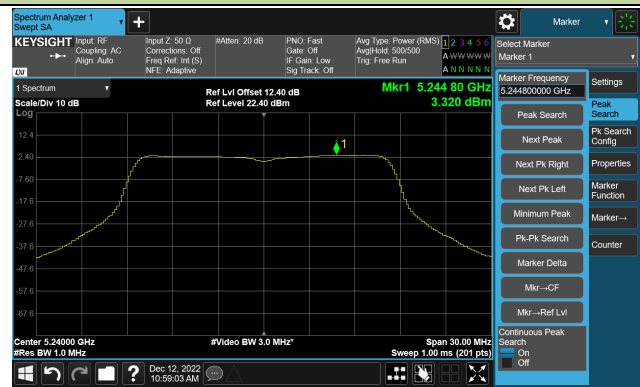 Spectrum Analyzer 1
Swept SA
Marker
KEYSIGHT
Input: RF
Coupling: AC
Align: Auto
Input Z: 50 Ω
Corrections: Off
Freq Ref: Int (S)
NFE: Adaptive
#Atten: 20 dB
PNO: Fast
Gate: Off
IF Gain: Low
Sig Track: Off
Avg Type: Power (RMS)
Avg|Hold: 500/500
Trig: Free Run
1 2 3 4 5 6
A W W W W W
A N N N N N
LXI
Select Marker
Marker 1
1 Spectrum
Scale/Div 10 dB
Log
Ref Lvl Offset 12.40 dB
Ref Level 22.40 dBm
Mkr1 5.244 80 GHz
3.320 dBm
12.4
2.40
-7.60
-17.6
-27.6
-37.6
-47.6
-57.6
-67.6
1
Center 5.24000 GHz
#Res BW 1.0 MHz
#Video BW 3.0 MHz*
Span 30.00 MHz
Sweep 1.00 ms (201 pts)
Marker Frequency
5.244800000 GHz
Peak Search
Next Peak
Next Pk Right
Next Pk Left
Minimum Peak
Pk-Pk Search
Marker Delta
Mkr→CF
Mkr→Ref Lvl
Continuous Peak
Search
On
Off
Settings
Peak
Search
Pk Search
Config
Properties
Marker
Function
Marker→
Counter
?
Dec 12, 2022
10:59:03 AM